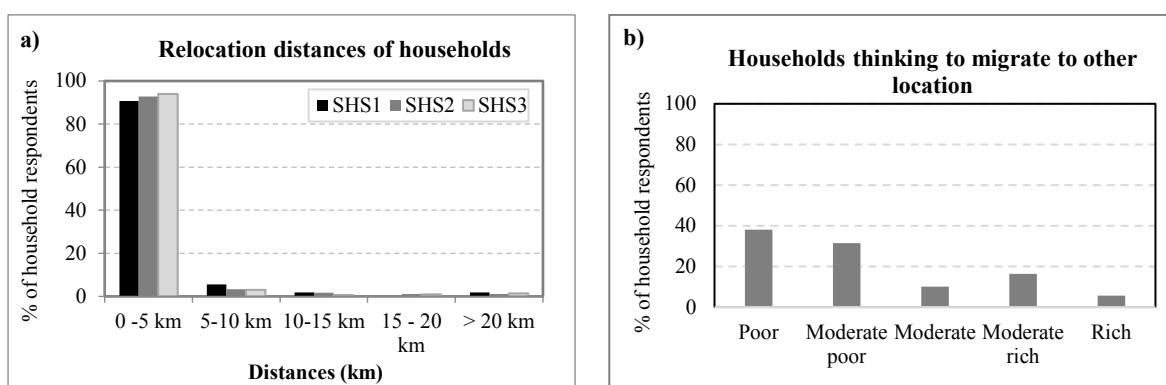 a)
Relocation distances of households
% of household respondents
100
80
60
40
20
0
SHS1 SHS2 SHS3
0 -5 km 5-10 km 10-15 km 15 - 20 km > 20 km
Distances (km)
b)
Households thinking to migrate to other
location
% of household respondents
100
80
60
40
20
0
Poor Moderate poor Moderate Moderate rich Rich